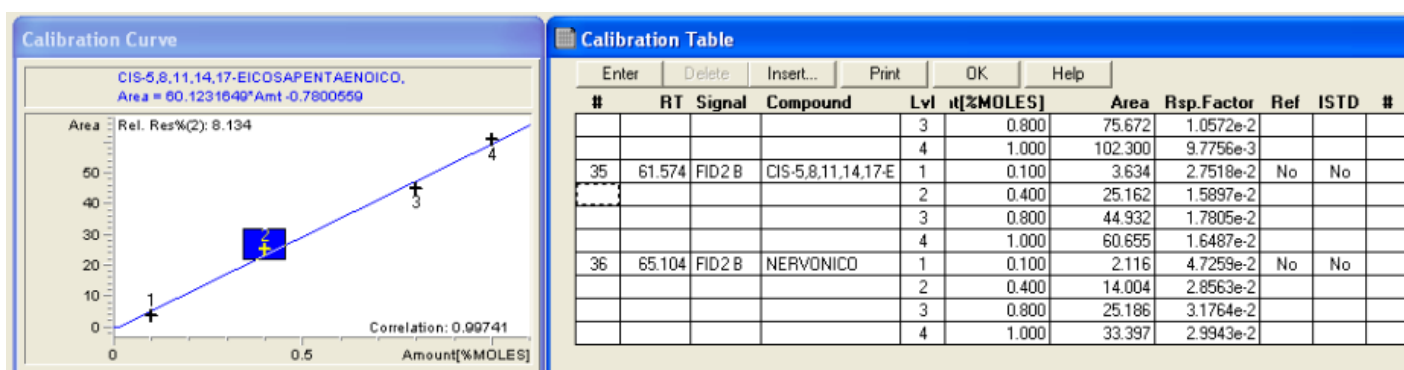 Calibration Curve
CIS-5,8,11,14,17-EICOSAPENTAENOICO,
Area = 60.1231649*Amt -0.7800559
Area
Rel. Res%(2): 8.134
50
40
30
20
10
0
1
2
3
4
Correlation: 0.99741
0
0.5
Amount[%MOLES]
Calibration Table
Enter Delete Insert... Print OK Help
# RT Signal Compound Lvl ıt[%MOLES] Area Rsp.Factor Ref ISTD #
3 0.800 75.672 1.0572e-2
4 1.000 102.300 9.7756e-3
35 61.574 FID2 B CIS-5,8,11,14,17-E 1 0.100 3.634 2.7518e-2 No No
2 0.400 25.162 1.5897e-2
3 0.800 44.932 1.7805e-2
4 1.000 60.655 1.6487e-2
36 65.104 FID2 B NERVONICO 1 0.100 2.116 4.7259e-2 No No
2 0.400 14.004 2.8563e-2
3 0.800 25.186 3.1764e-2
4 1.000 33.397 2.9943e-2